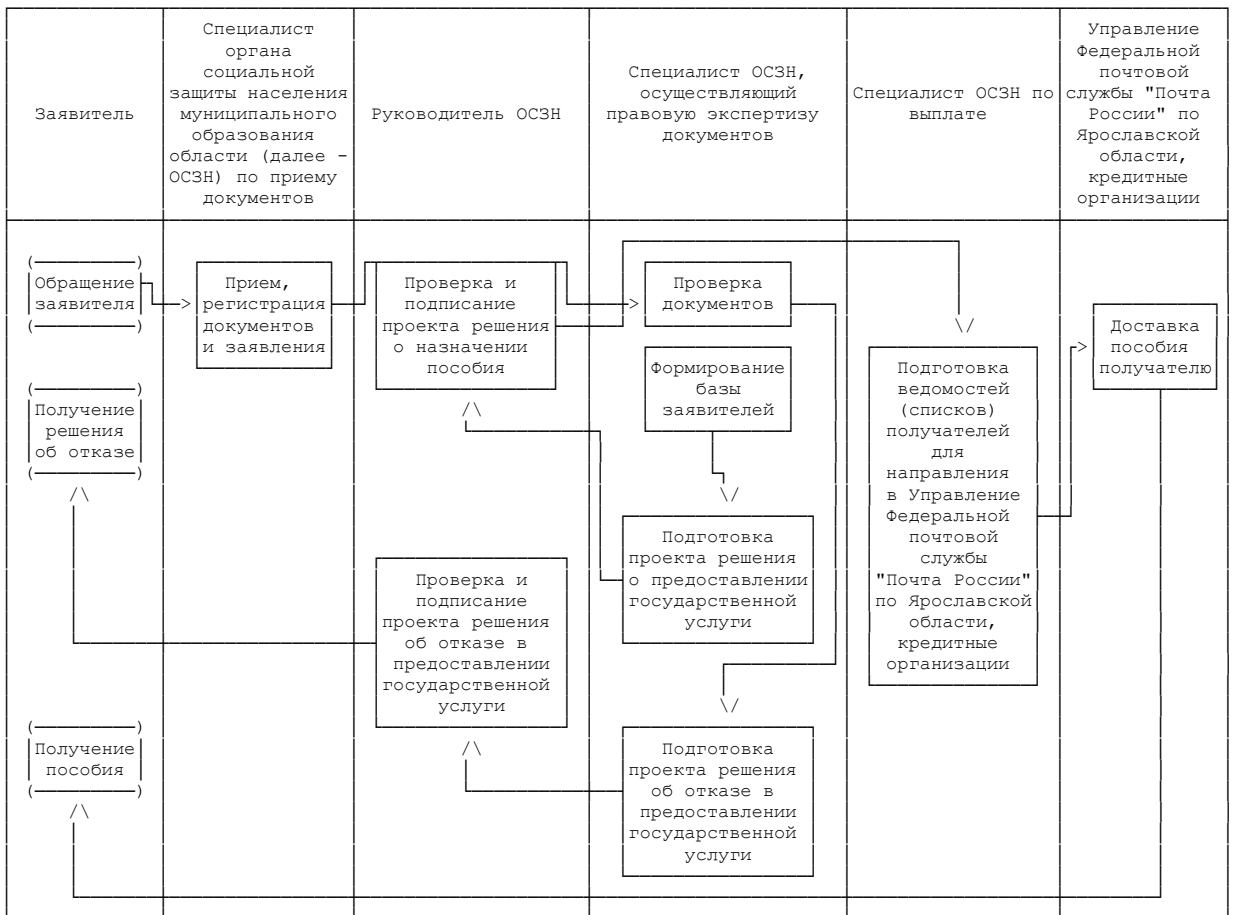 Заявитель
Специалист
органа
социальной
защиты населения
муниципального
образования
области (далее -
ОСЗН) по приему
документов
Руководитель ОСЗН
Специалист ОСЗН,
осуществляющий
правовую экспертизу
документов
Специалист ОСЗН по
выплате
Управление
Федеральной
почтовой
службы "Почта
России" по
Ярославской
области,
кредитные
организации
Обращение
заявителя
Прием,
регистрация
документов
и заявления
Проверка и
подписание
проекта решения
о назначении
пособия
Проверка
документов
Формирование
базы
заявителей
Подготовка
ведомостей
(списков)
получателей
для
направления
в Управление
Федеральной
почтовой
службы
"Почта России"
по Ярославской
области,
кредитные
организации
Доставка
пособия
получателю
Получение
решения
об отказе
Подготовка
проекта решения
о предоставлении
государственной
услуги
Проверка и
подписание
проекта решения
об отказе в
предоставлении
государственной
услуги
Получение
пособия
Подготовка
проекта решения
об отказе в
предоставлении
государственной
услуги